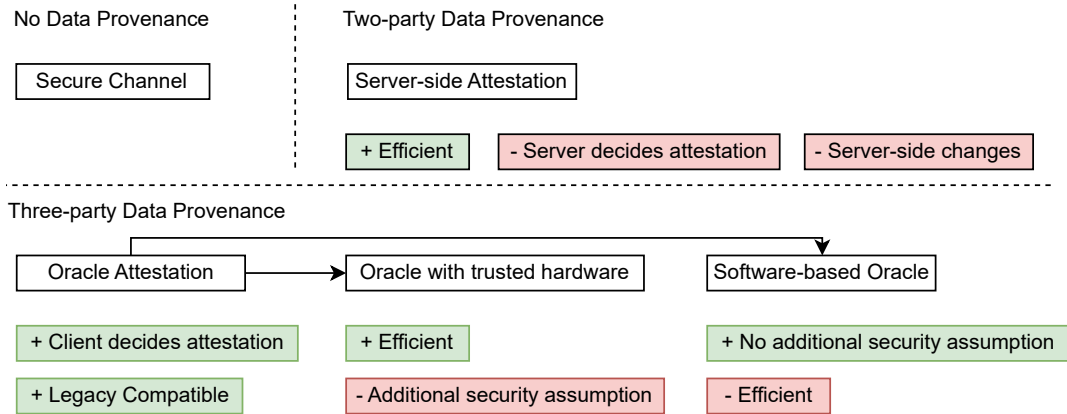 No Data Provenance
Two-party Data Provenance
Secure Channel
Server-side Attestation
+ Efficient
- Server decides attestation
- Server-side changes
Three-party Data Provenance
Oracle Attestation
Oracle with trusted hardware
Software-based Oracle
+ Client decides attestation
+ Efficient
+ No additional security assumption
+ Legacy Compatible
- Additional security assumption
- Efficient